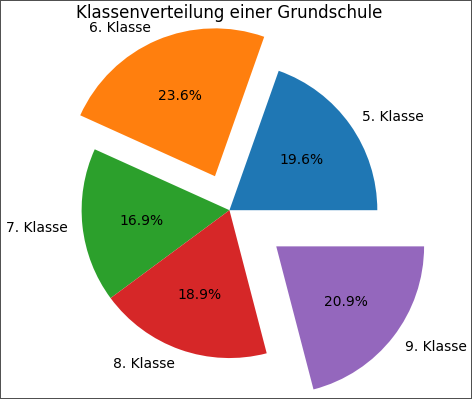 Klassenverteilung einer Grundschule
6. Klasse
23.6%
5. Klasse
19.6%
7. Klasse
16.9%
18.9%
8. Klasse
20.9%
9. Klasse